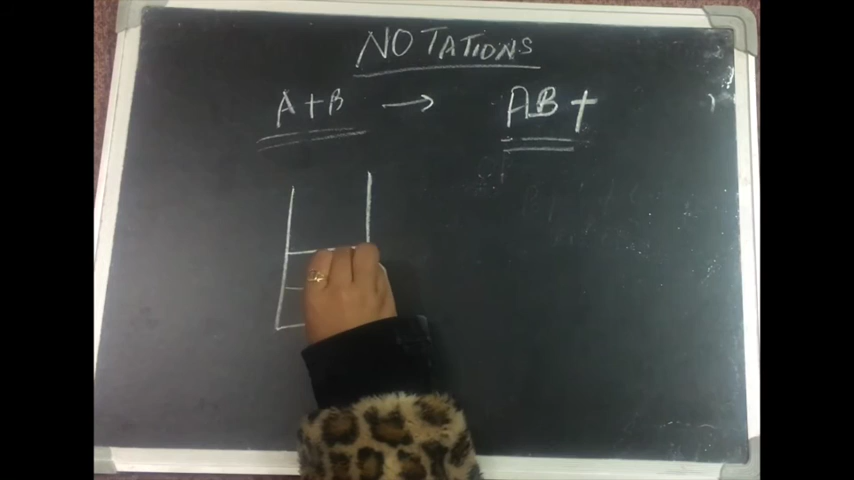 NOTATIONS
A+B → AB+